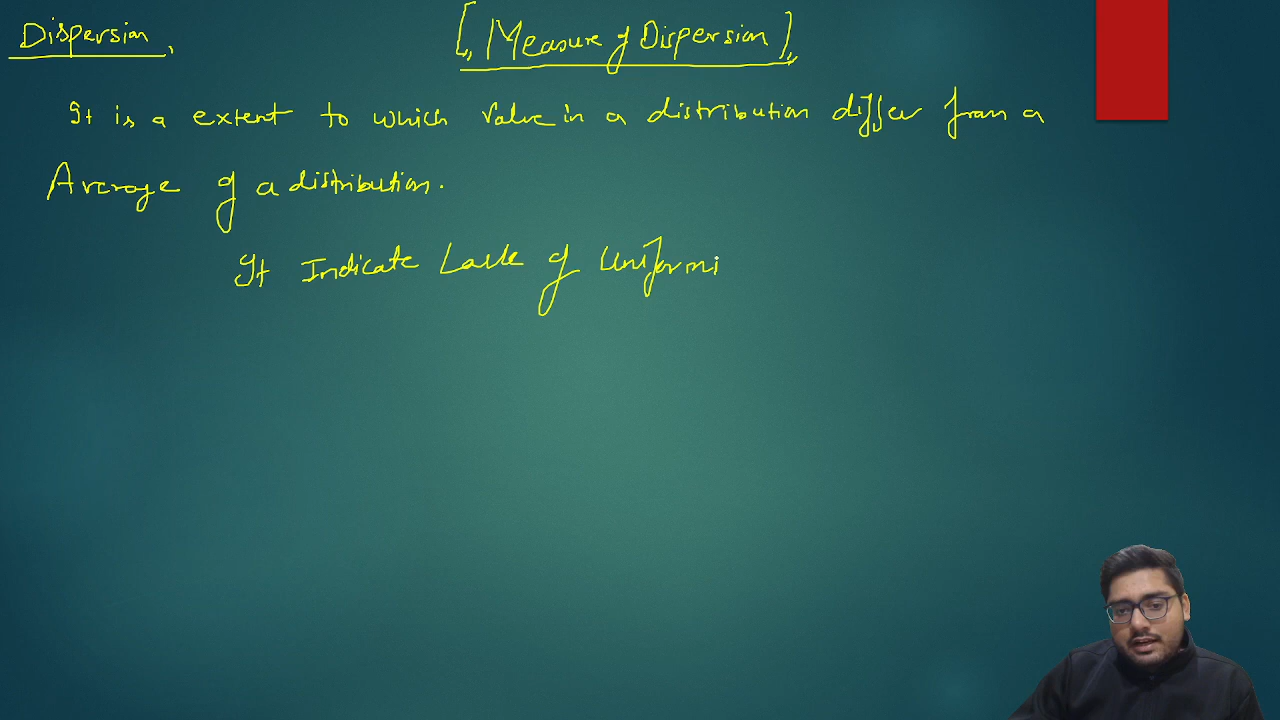 Dispersion,
[,, Measure of Dispersion],,
It is a extent to which value in a distribution differ from a
Average of a distribution.
It Indicate Lack of Uniformi